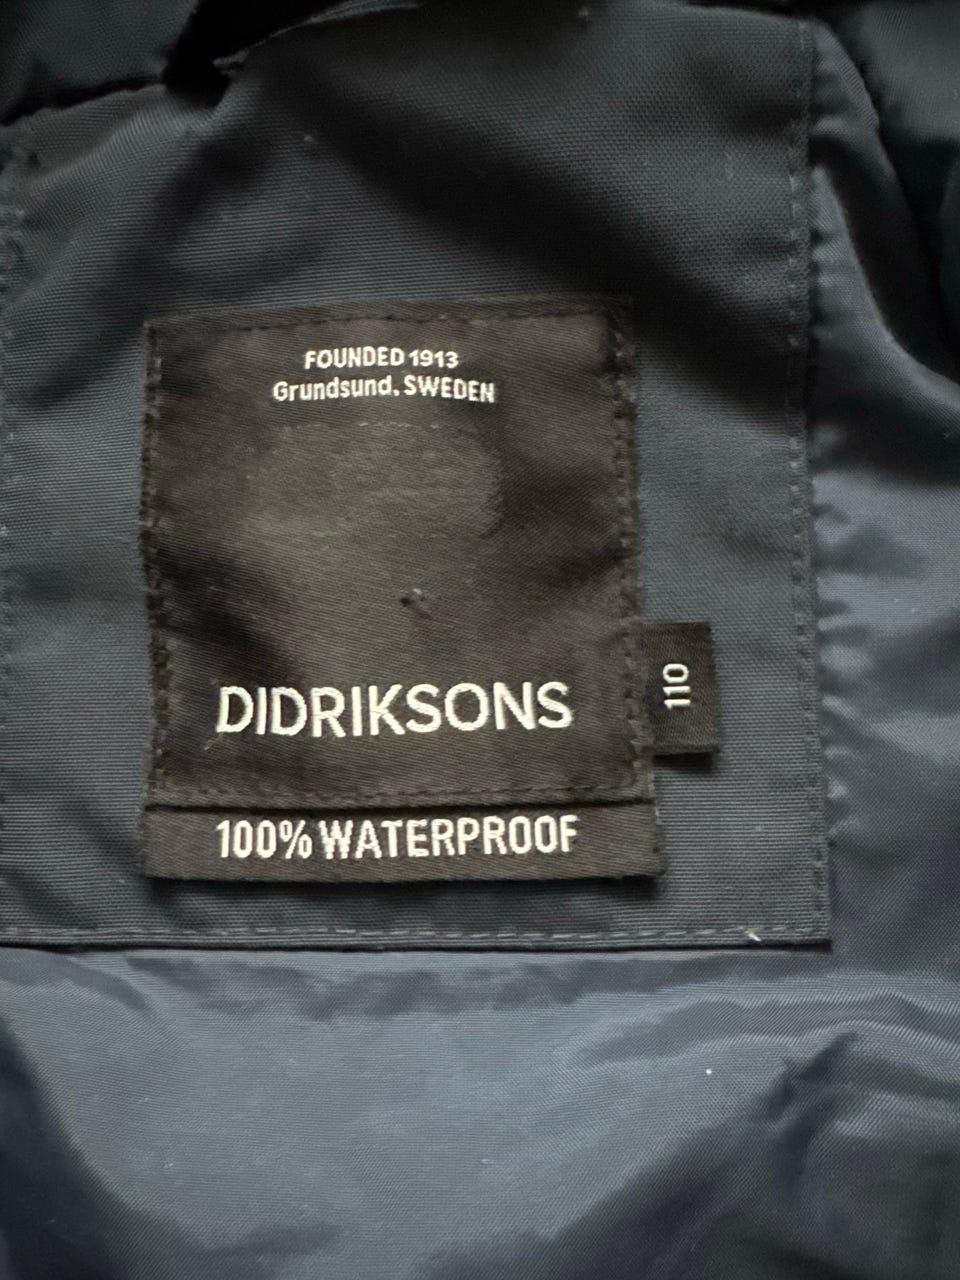 FOUNDED 1913
Grundsund, SWEDEN
DIDRIKSONS
110
100% WATERPROOF